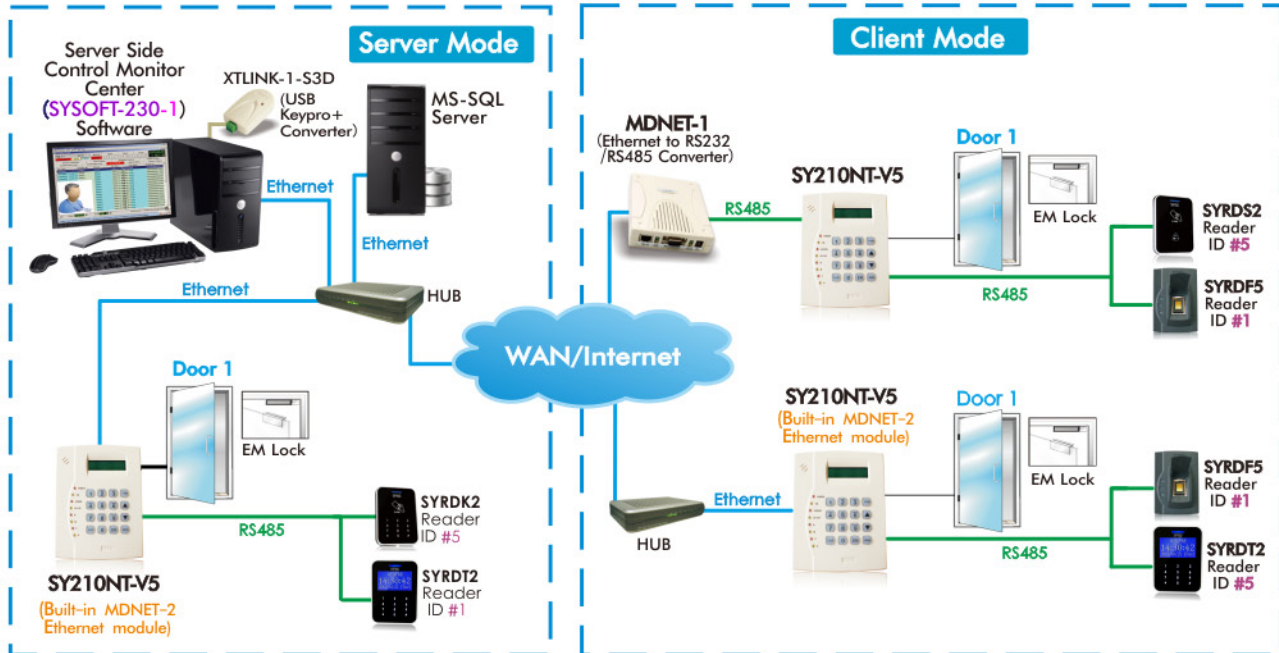 Server Mode
Server Side
Control Monitor
Center
(SYSOFT-230-1)
Software
XTLINK-1-S3D
(USB
Keypro+
Converter)
MS-SQL
Server
Ethernet
Ethernet
Ethernet
HUB
Door 1
EM Lock
SYRDK2
Reader
ID #5
RS485
SYRDT2
Reader
ID #1
SY210NT-V5
(Built-in MDNET-2
Ethernet module)
WAN/Internet
Client Mode
MDNET-1
(Ethernet to RS232
/RS485 Converter)
RS485
SY210NT-V5
Door 1
EM Lock
SYRDS2
Reader
ID #5
RS485
SYRDF5
Reader
ID #1
SY210NT-V5
(Built-in MDNET-2
Ethernet module)
Door 1
EM Lock
SYRDF5
Reader
ID #1
Ethernet
HUB
RS485
SYRDT2
Reader
ID #5